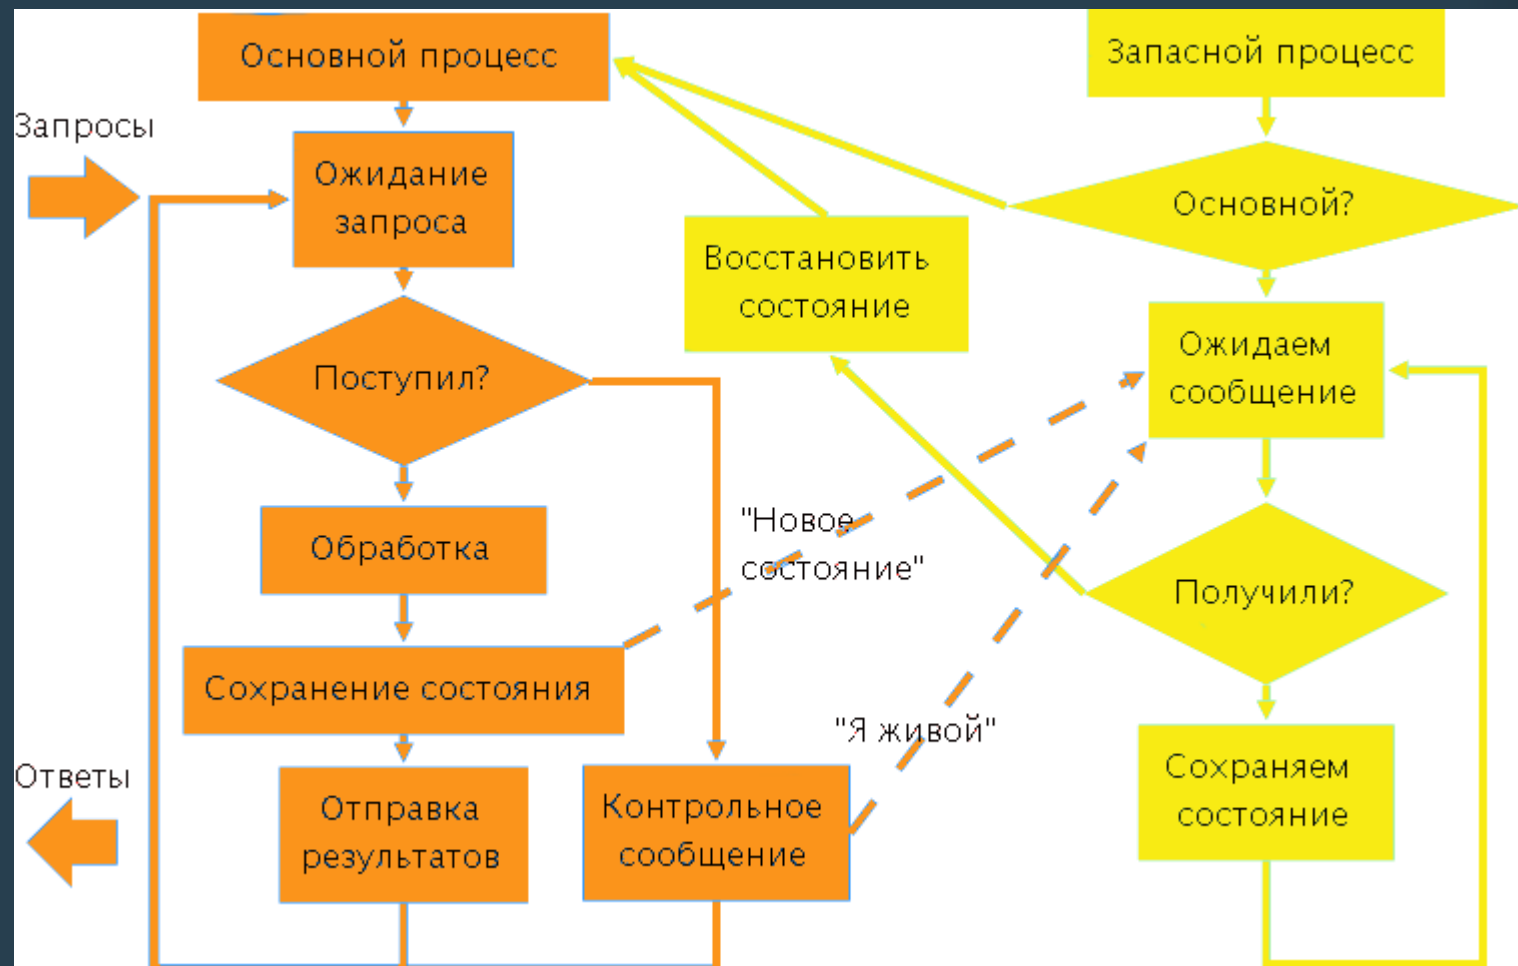 Основной процесс
Запросы
Ожидание
запроса
Поступил?
Обработка
Сохранение состояния
Ответы
Отправка
результатов
Контрольное
сообщение
"Новое
состояние"
"Я живой"
Восстановить
состояние
Запасной процесс
Основной?
Ожидаем
сообщение
Получили?
Сохраняем
состояние